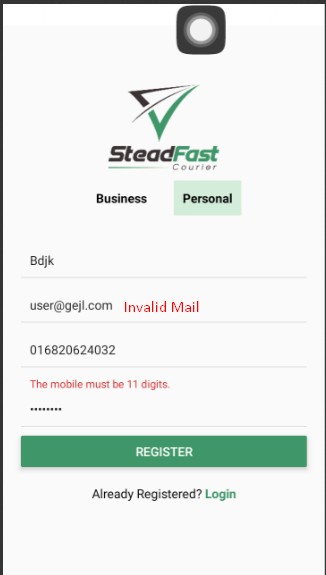 SteadFast
Courier
Business Personal
Bdjk
user@gejl.com Invalid Mail
016820624032
The mobile must be 11 digits.
••••••••
REGISTER
Already Registered? Login